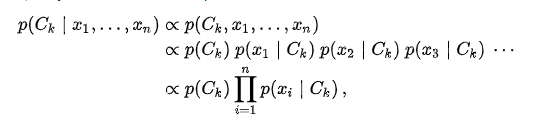 p(C_k | x_1, …, x_n) ∝ p(C_k, x_1, …, x_n)
∝ p(C_k) p(x_1 | C_k) p(x_2 | C_k) p(x_3 | C_k) ⋯
∝ p(C_k) ∏_{i=1}^{n} p(x_i | C_k) ,